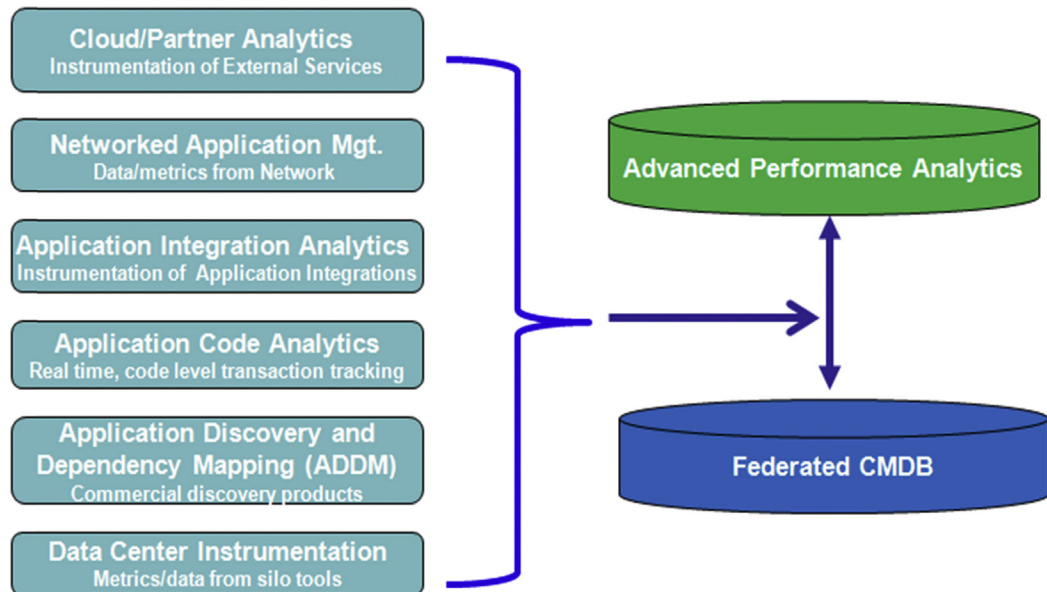 Cloud/Partner Analytics
Instrumentation of External Services
Networked Application Mgt.
Data/metrics from Network
Application Integration Analytics
Instrumentation of Application Integrations
Application Code Analytics
Real time, code level transaction tracking
Application Discovery and
Dependency Mapping (ADDM)
Commercial discovery products
Data Center Instrumentation
Metrics/data from silo tools
Advanced Performance Analytics
Federated CMDB